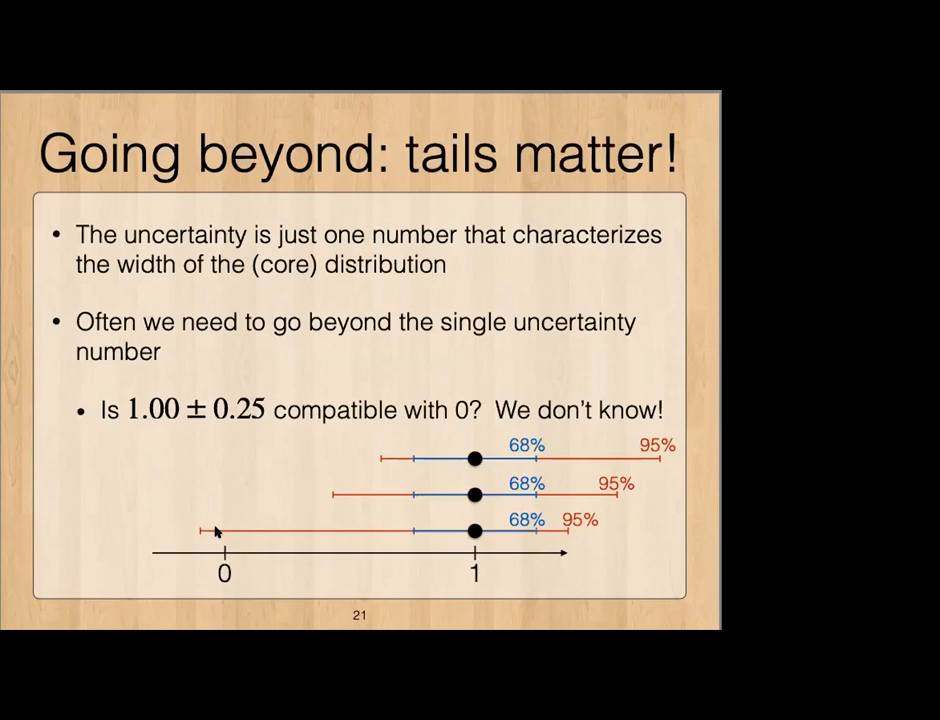 Going beyond: tails matter!
• The uncertainty is just one number that characterizes
the width of the (core) distribution
• Often we need to go beyond the single uncertainty
number
• Is 1.00 ± 0.25 compatible with 0? We don't know!
68% 95%
68% 95%
68% 95%
0 1
21